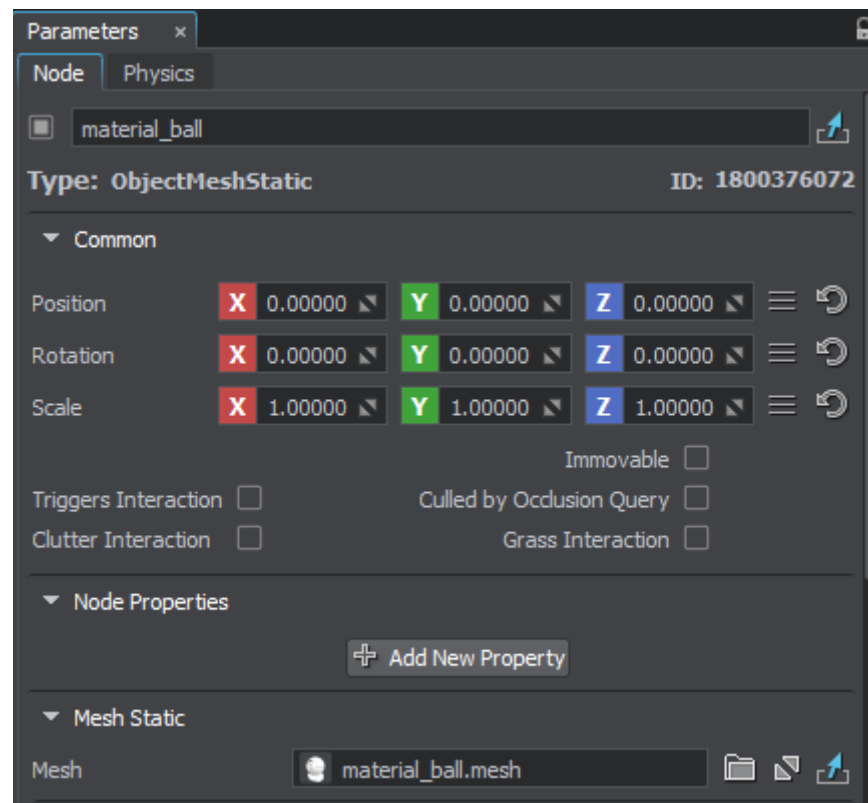 Parameters ×
Node Physics
material_ball
Type: ObjectMeshStatic ID: 1800376072
Common
Position X 0.00000 Y 0.00000 Z 0.00000
Rotation X 0.00000 Y 0.00000 Z 0.00000
Scale X 1.00000 Y 1.00000 Z 1.00000
Immovable
Triggers Interaction Culled by Occlusion Query
Clutter Interaction Grass Interaction
Node Properties
Add New Property
Mesh Static
Mesh material_ball.mesh